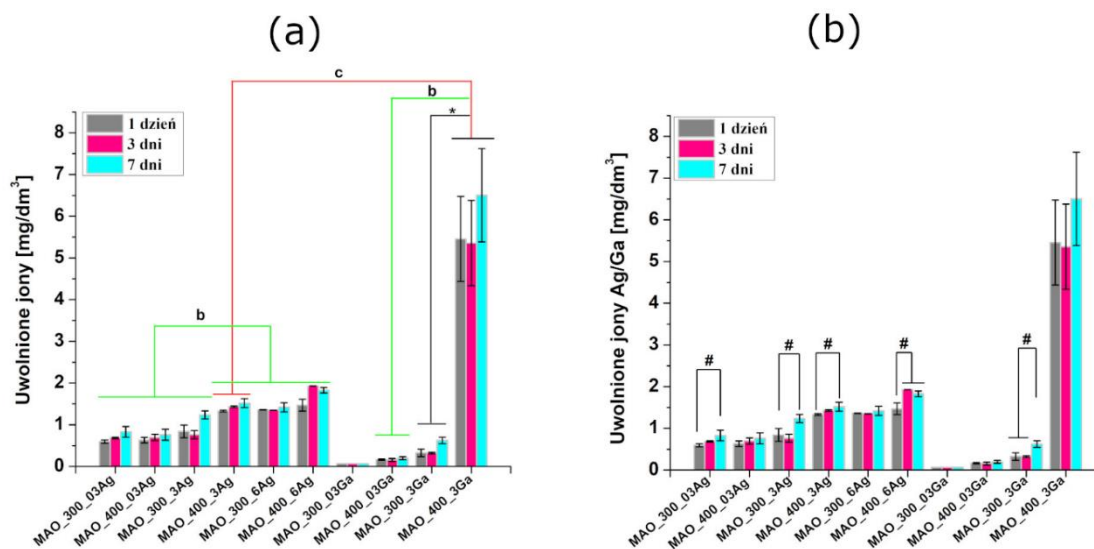 (a)
c
b
*
1 dzień
3 dni
7 dni
b
8
7
6
5
4
3
2
1
0
Uwolnione jony [mg/dm³]
MAO_300_03Ag
MAO_400_03Ag
MAO_300_3Ag
MAO_400_3Ag
MAO_300_6Ag
MAO_400_6Ag
MAO_300_03Ga
MAO_400_03Ga
MAO_300_3Ga
MAO_400_3Ga
(b)
1 dzień
3 dni
7 dni
# # # # #
8
7
6
5
4
3
2
1
0
Uwolnione jony Ag/Ga [mg/dm³]
MAO_300_03Ag
MAO_400_03Ag
MAO_300_3Ag
MAO_400_3Ag
MAO_300_6Ag
MAO_400_6Ag
MAO_300_03Ga
MAO_400_03Ga
MAO_300_3Ga
MAO_400_3Ga